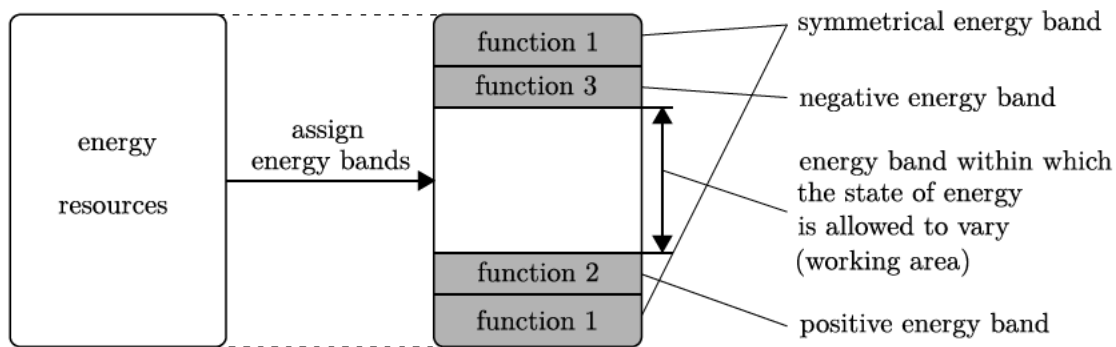 energy
resources
assign
energy bands
function 1
function 3
function 2
function 1
symmetrical energy band
negative energy band
energy band within which
the state of energy
is allowed to vary
(working area)
positive energy band